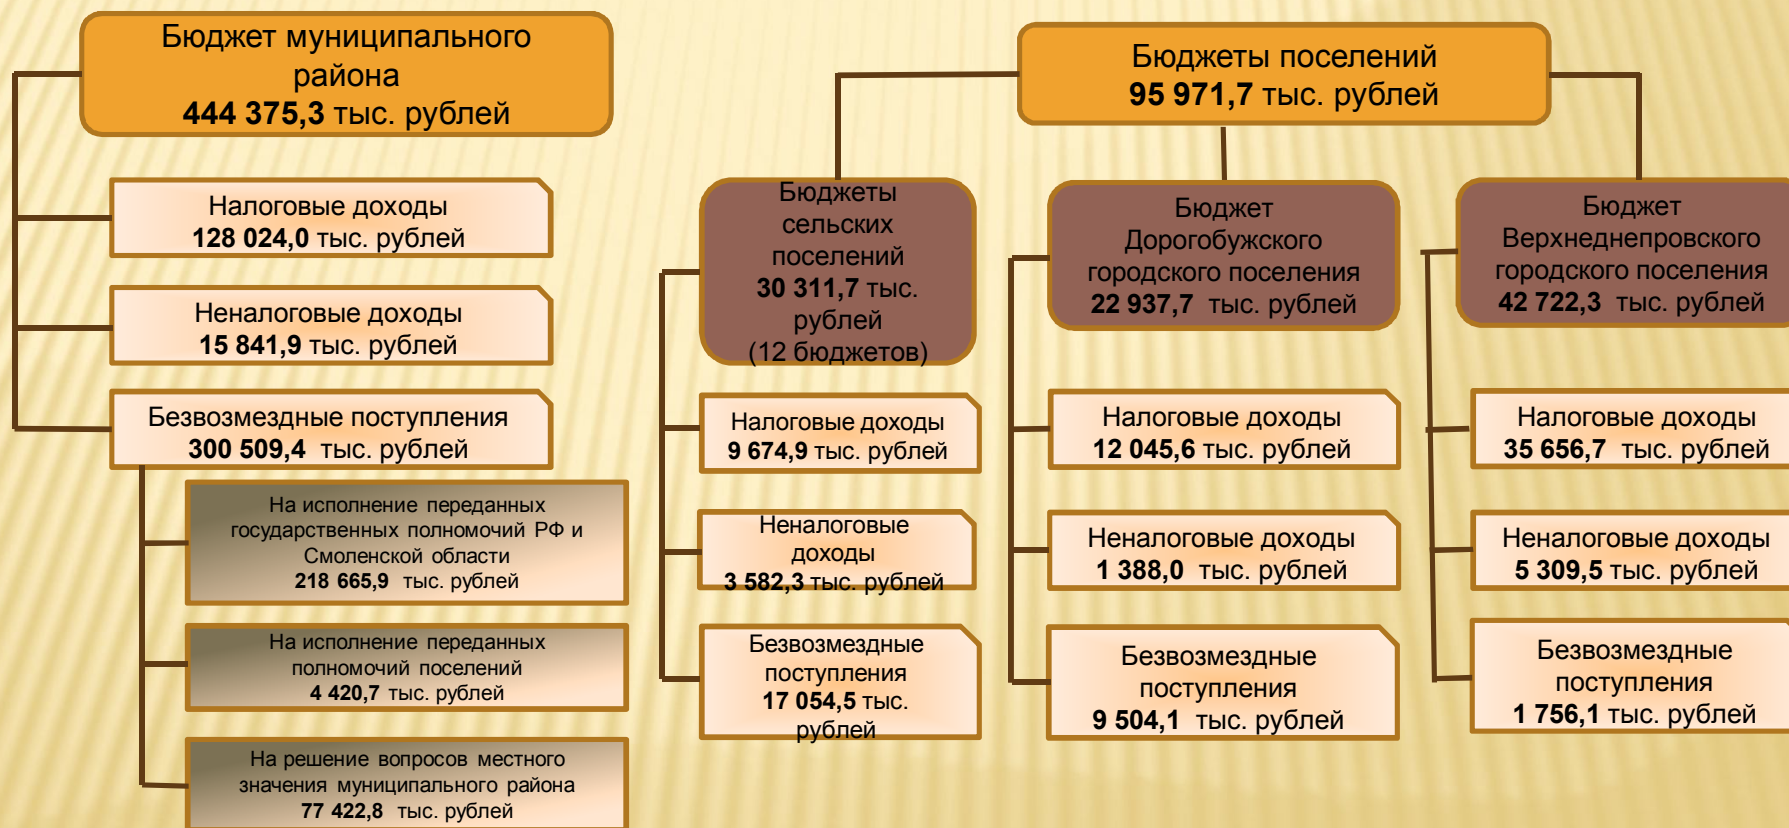 Бюджет муниципального
района
444 375,3 тыс. рублей
Налоговые доходы
128 024,0 тыс. рублей
Неналоговые доходы
15 841,9 тыс. рублей
Безвозмездные поступления
300 509,4 тыс. рублей
На исполнение переданных
государственных полномочий РФ и
Смоленской области
218 665,9 тыс. рублей
На исполнение переданных
полномочий поселений
4 420,7 тыс. рублей
На решение вопросов местного
значения муниципального района
77 422,8 тыс. рублей
Бюджеты поселений
95 971,7 тыс. рублей
Бюджеты
сельских
поселений
30 311,7 тыс.
рублей
(12 бюджетов)
Налоговые доходы
9 674,9 тыс. рублей
Неналоговые
доходы
3 582,3 тыс. рублей
Безвозмездные
поступления
17 054,5 тыс.
рублей
Бюджет
Дорогобужского
городского поселения
22 937,7 тыс. рублей
Налоговые доходы
12 045,6 тыс. рублей
Неналоговые доходы
1 388,0 тыс. рублей
Безвозмездные
поступления
9 504,1 тыс. рублей
Бюджет
Верхнеднепровского
городского поселения
42 722,3 тыс. рублей
Налоговые доходы
35 656,7 тыс. рублей
Неналоговые доходы
5 309,5 тыс. рублей
Безвозмездные
поступления
1 756,1 тыс. рублей